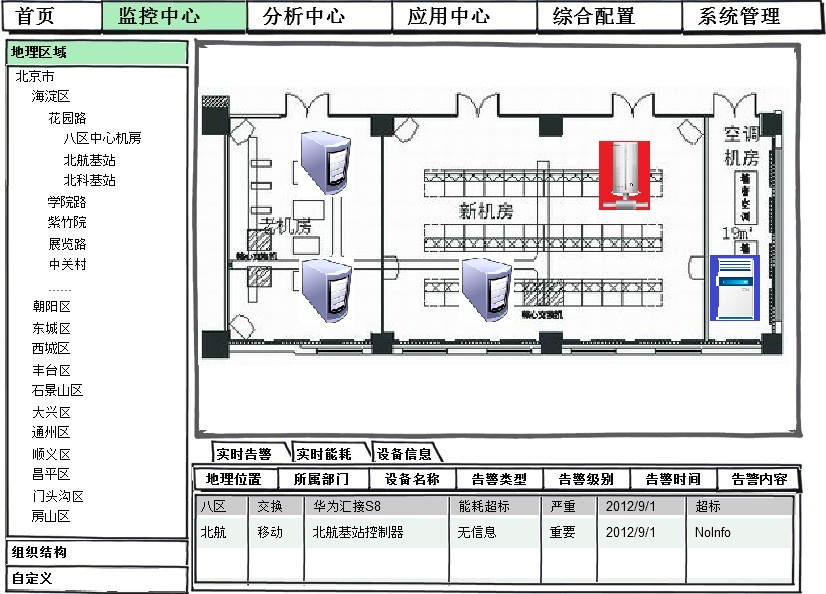 首页 监控中心 分析中心 应用中心 综合配置 系统管理
地理区域
北京市
海淀区
花园路
八区中心机房
北航基站
北科基站
学院路
紫竹院
展览路
中关村
......
朝阳区
东城区
西城区
丰台区
石景山区
大兴区
通州区
顺义区
昌平区
门头沟区
房山区
组织结构
自定义
空调
机房
新机房
老机房
19m²
核心交换机
核心交换机
实时告警 实时能耗 设备信息
地理位置 所属部门 设备名称 告警类型 告警级别 告警时间 告警内容
八区 交换 华为汇接S8 能耗超标 严重 2012/9/1 超标
北航 移动 北航基站控制器 无信息 重要 2012/9/1 NoInfo